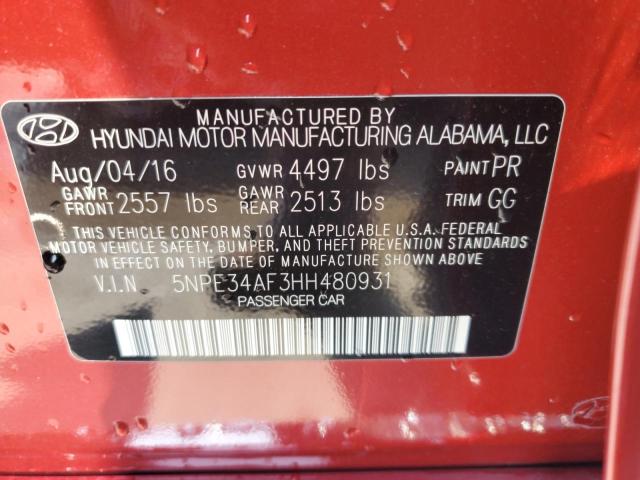 MANUFACTURED BY
HYUNDAI MOTOR MANUFACTURING ALABAMA, LLC
Aug/04/16 GVWR 4497 lbs PAINT PR
GAWR FRONT 2557 lbs GAWR REAR 2513 lbs TRIM GG
THIS VEHICLE CONFORMS TO ALL APPLICABLE U.S.A. FEDERAL
MOTOR VEHICLE SAFETY, BUMPER, AND THEFT PREVENTION STANDARDS
IN EFFECT ON THE DATE OF MANUFACTURE SHOWN ABOVE.
V.I.N 5NPE34AF3HH480931
PASSENGER CAR